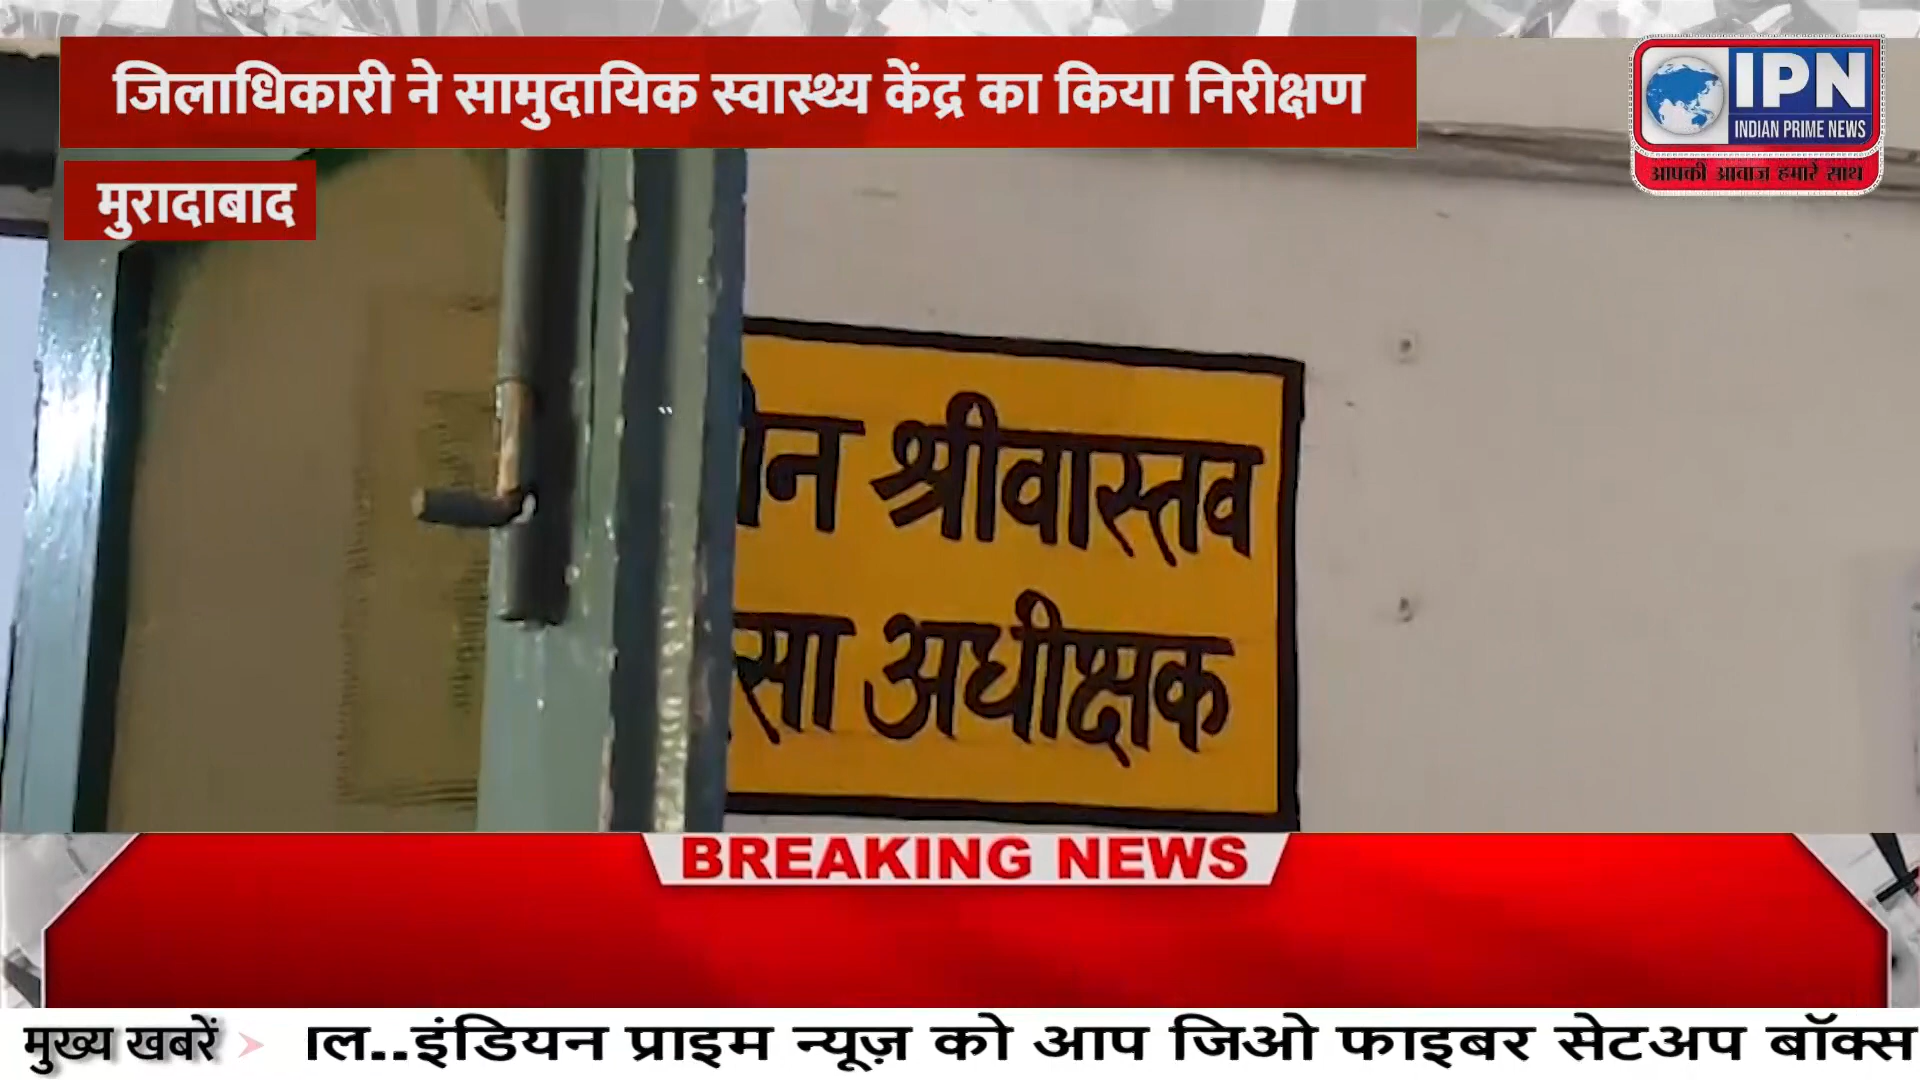 जिलाधिकारी ने सामुदायिक स्वास्थ्य केंद्र का किया निरीक्षण
IPN
INDIAN PRIME NEWS
आपकी आवाज़ हमारे साथ
मुरादाबाद
श्रीवास्तव
अधीक्षक
BREAKING NEWS
मुख्य खबरें
इंडियन प्राइम न्यूज़ को आप जिओ फाइबर सेटअप बॉक्स